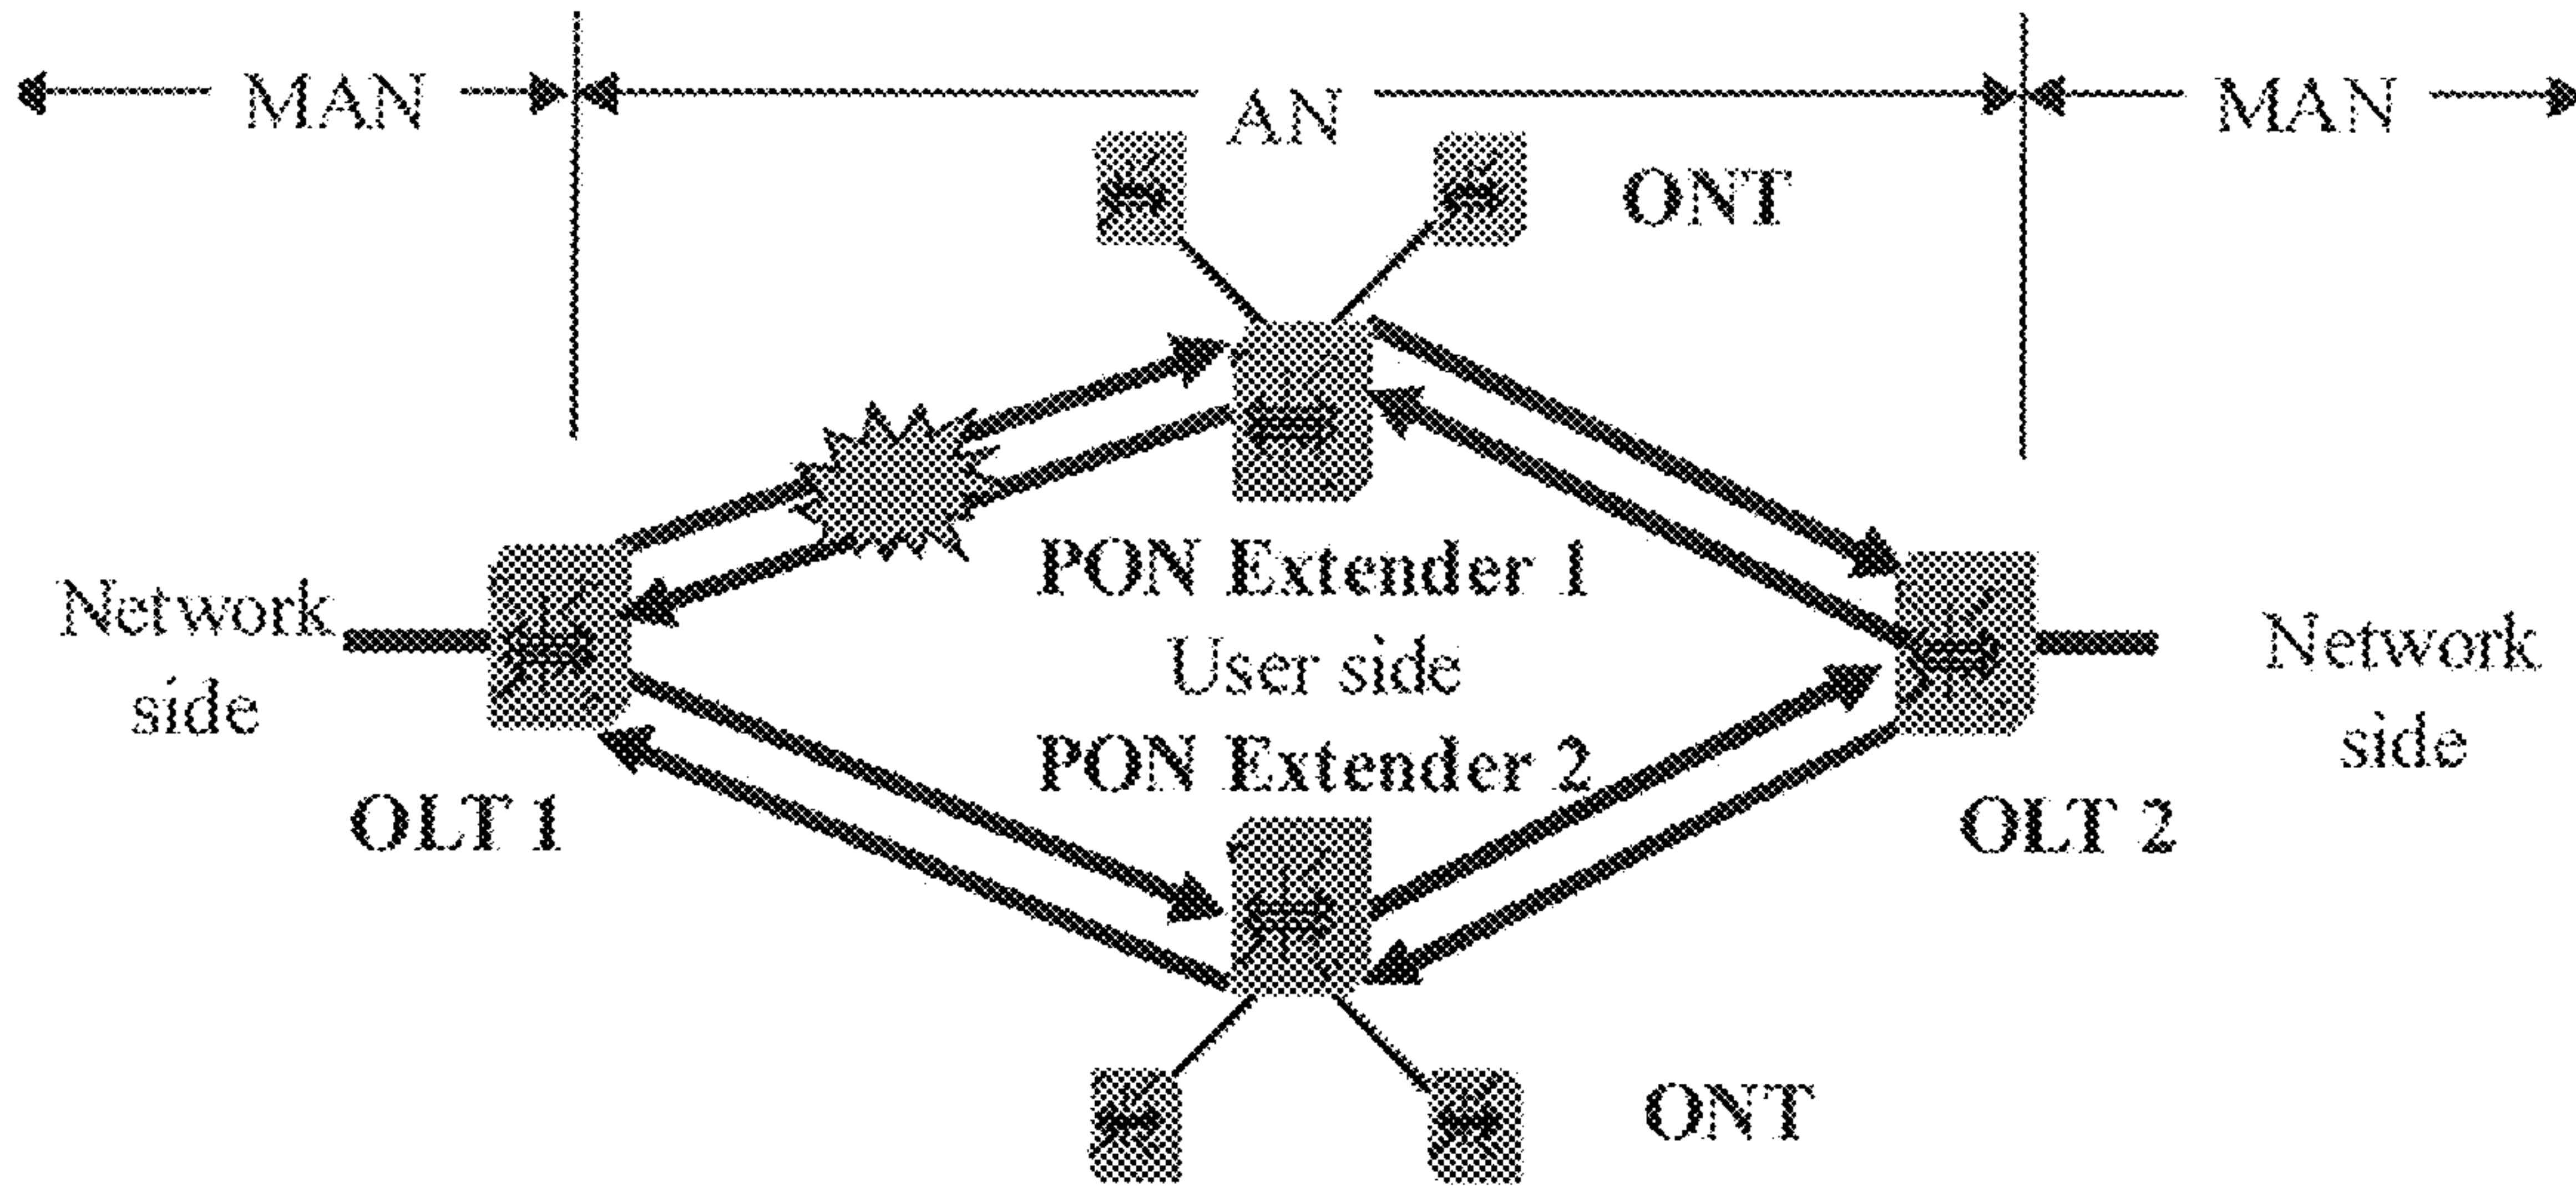 MAN
AN
MAN
ONT
PON Extender 1
Network
side
User side
Network
side
PON Extender 2
OLT 1
OLT 2
ONT